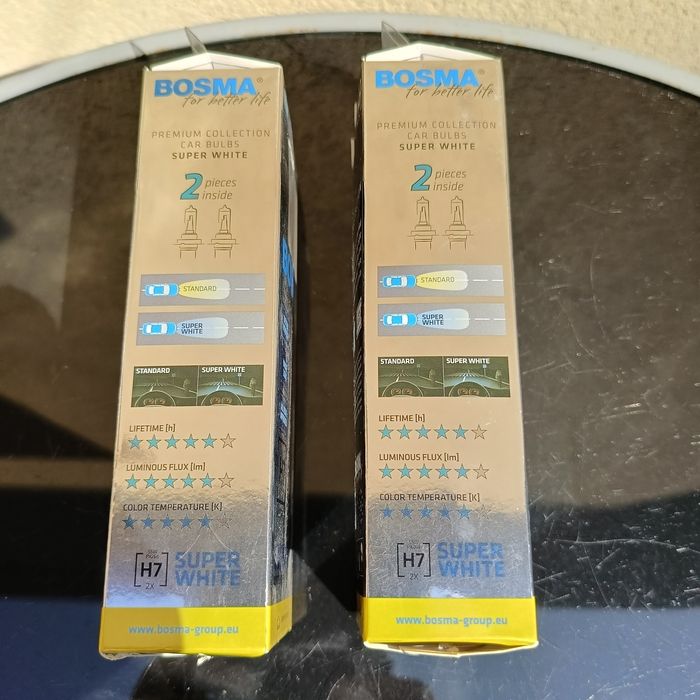 BOSMA®
for better life
PREMIUM COLLECTION
CAR BULBS
SUPER WHITE
2 pieces
inside
STANDARD
SUPER
WHITE
STANDARD SUPER WHITE
LIFETIME [h]
LUMINOUS FLUX [lm]
COLOR TEMPERATURE [K]
H7
2X
SUPER
WHITE
www.bosma-group.eu
BOSMA®
for better life
PREMIUM COLLECTION
CAR BULBS
SUPER WHITE
2 pieces
inside
STANDARD
SUPER
WHITE
STANDARD SUPER WHITE
LIFETIME [h]
LUMINOUS FLUX [lm]
COLOR TEMPERATURE [K]
H7
2X
SUPER
WHITE
www.bosma-group.eu